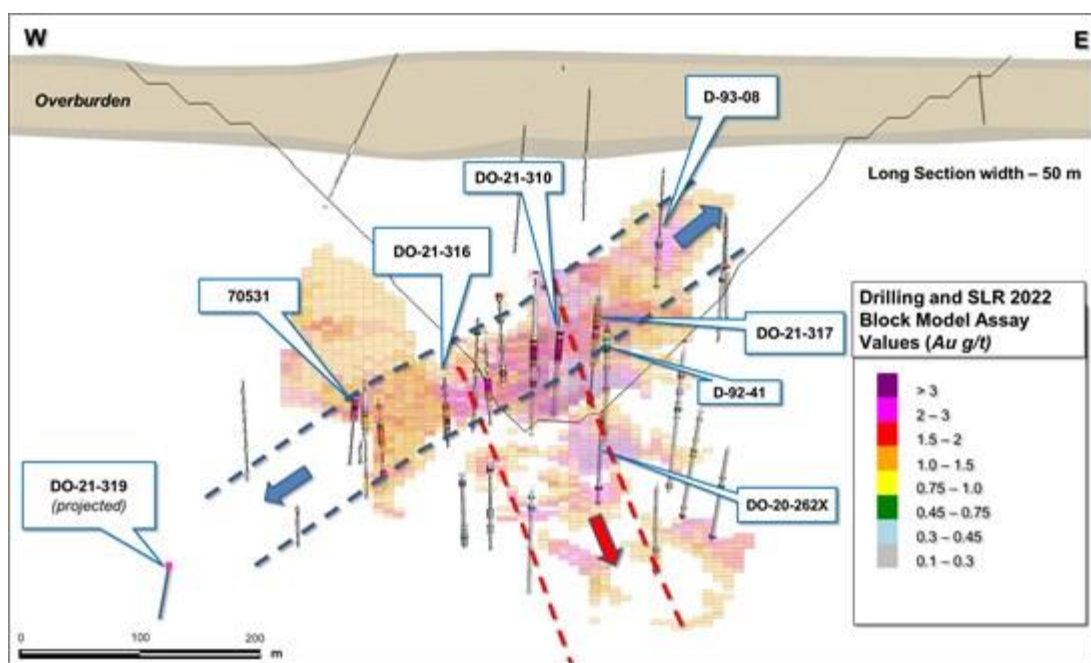 W
E
Overburden
D-93-08
DO-21-310
Long Section width – 50 m
DO-21-316
70531
Drilling and SLR 2022
Block Model Assay
Values (Au g/t)
DO-21-317
> 3
2 – 3
1.5 – 2
1.0 – 1.5
0.75 – 1.0
0.45 – 0.75
0.3 – 0.45
0.1 – 0.3
D-92-41
DO-21-319
(projected)
DO-20-262X
0
100
200
m